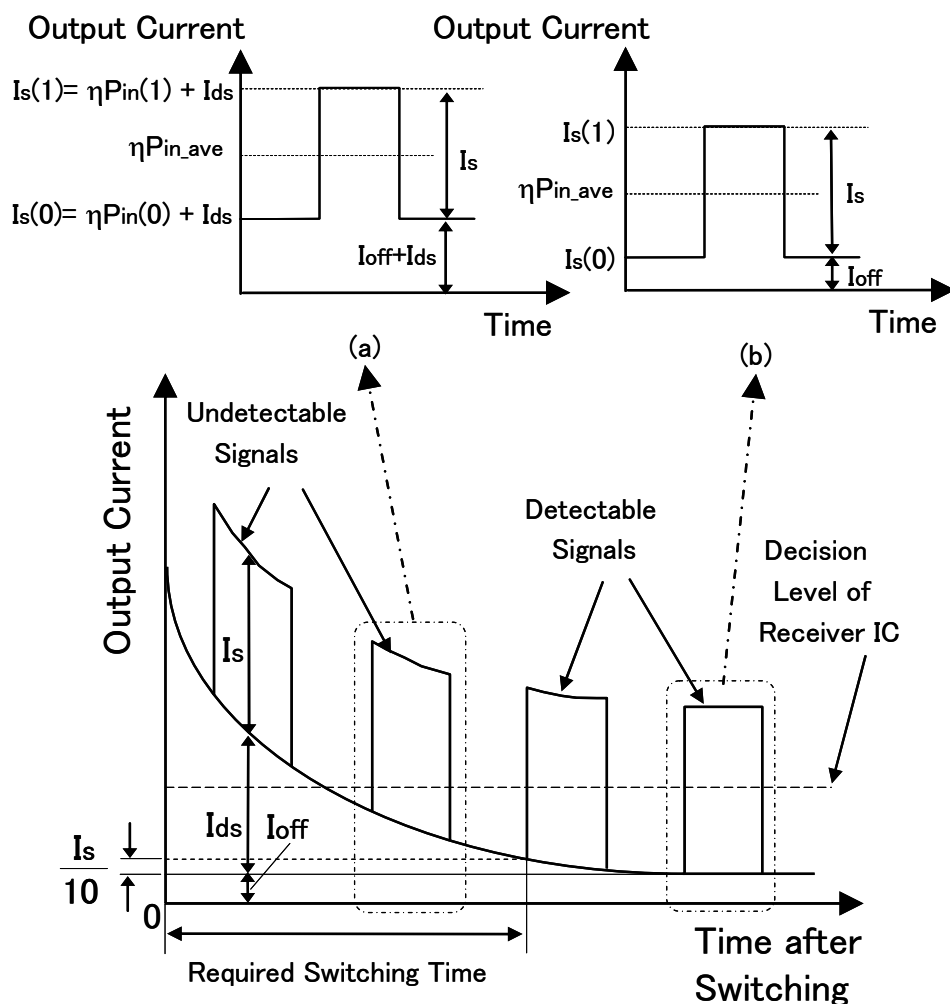 Output Current
Is(1)= ηPin(1) + Ids
ηPin_ave
Is(0)= ηPin(0) + Ids
Is
Ioff+Ids
Time
(a)
Output Current
Is(1)
ηPin_ave
Is(0)
Is
Ioff
Time
(b)
Output Current
Undetectable
Signals
Detectable
Signals
Decision
Level of
Receiver IC
Is
Ids
Ioff
Is
10
0
Required Switching Time
Time after
Switching